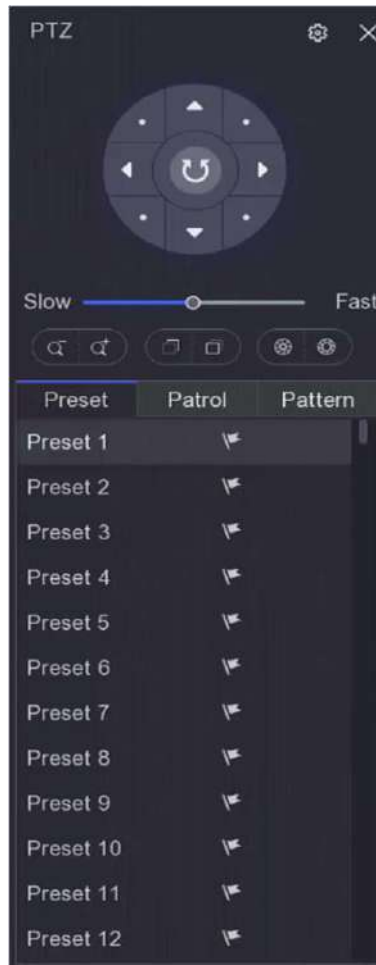 PTZ
Slow Fast
Preset Patrol Pattern
Preset 1
Preset 2
Preset 3
Preset 4
Preset 5
Preset 6
Preset 7
Preset 8
Preset 9
Preset 10
Preset 11
Preset 12